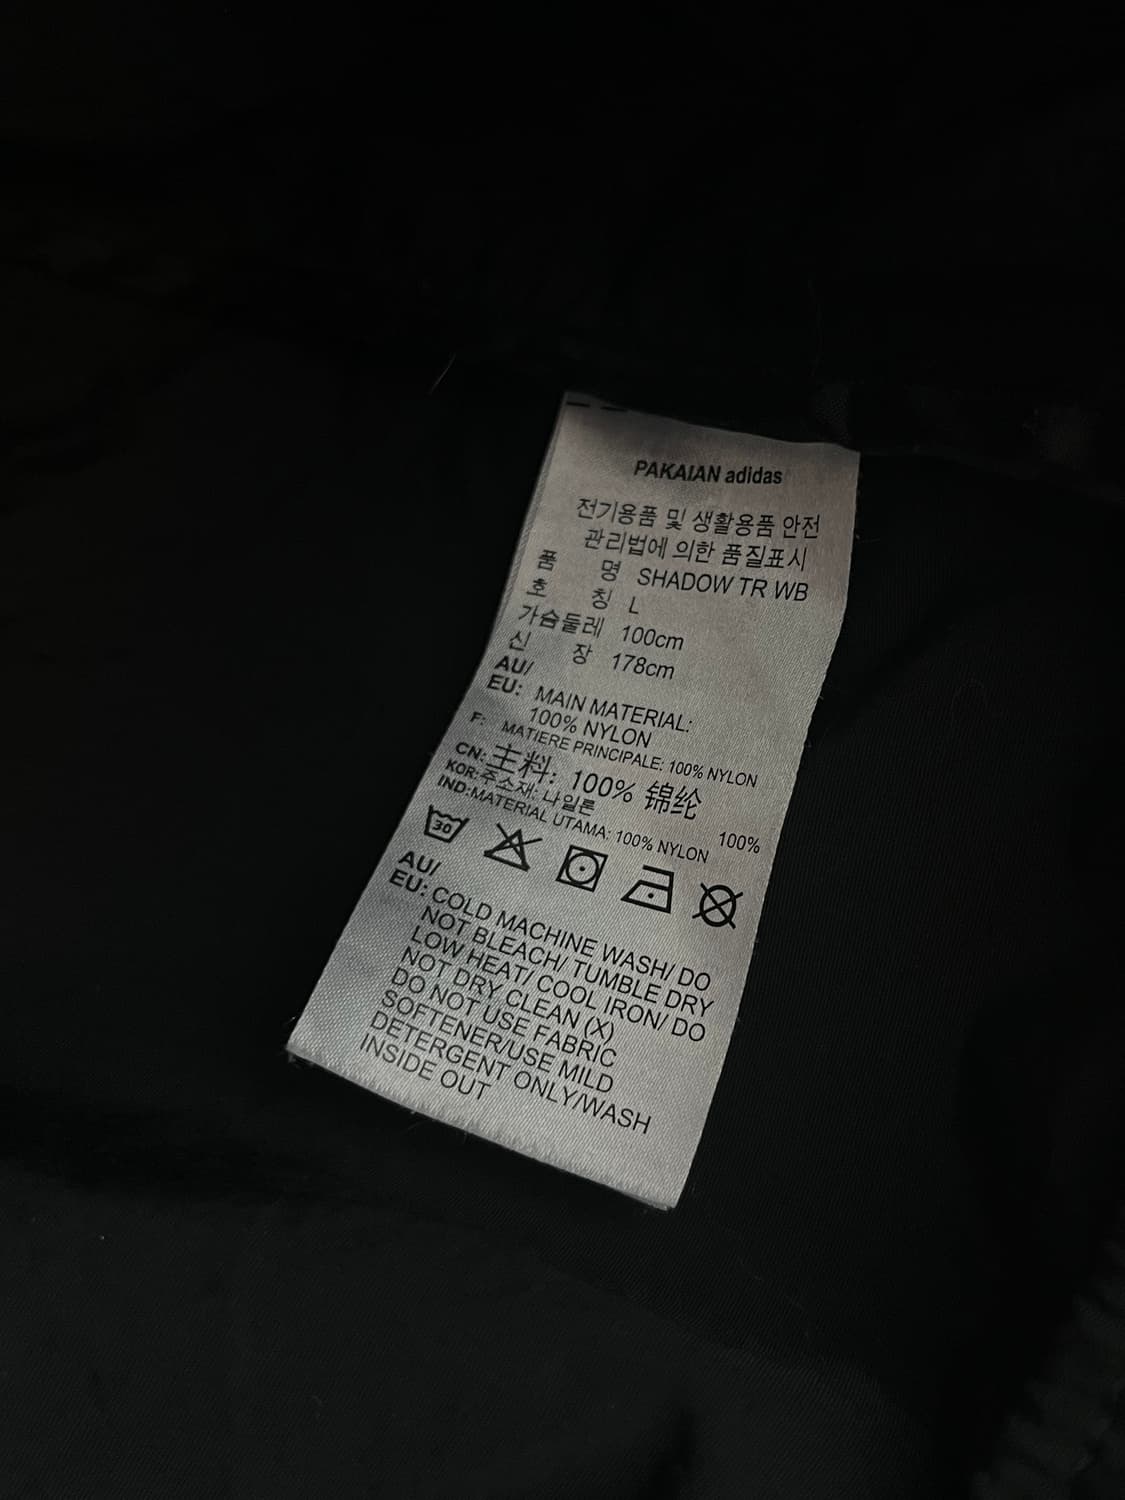 PAKAIAN adidas
전기용품 및 생활용품 안전
관리법에 의한 품질표시
품 명 SHADOW TR WB
호 칭 L
가슴둘레 100cm
신 장 178cm
AU/
EU: MAIN MATERIAL:
100% NYLON
F: MATIERE PRINCIPALE: 100% NYLON
CN: 主料: 100% 锦纶
KOR: 주소재: 나일론 100%
IND: MATERIAL UTAMA: 100% NYLON
30
AU/
EU: COLD MACHINE WASH/ DO
NOT BLEACH/ TUMBLE DRY
LOW HEAT/ COOL IRON/ DO
NOT DRY CLEAN (X)
DO NOT USE FABRIC
SOFTENER/USE MILD
DETERGENT ONLY/WASH
INSIDE OUT